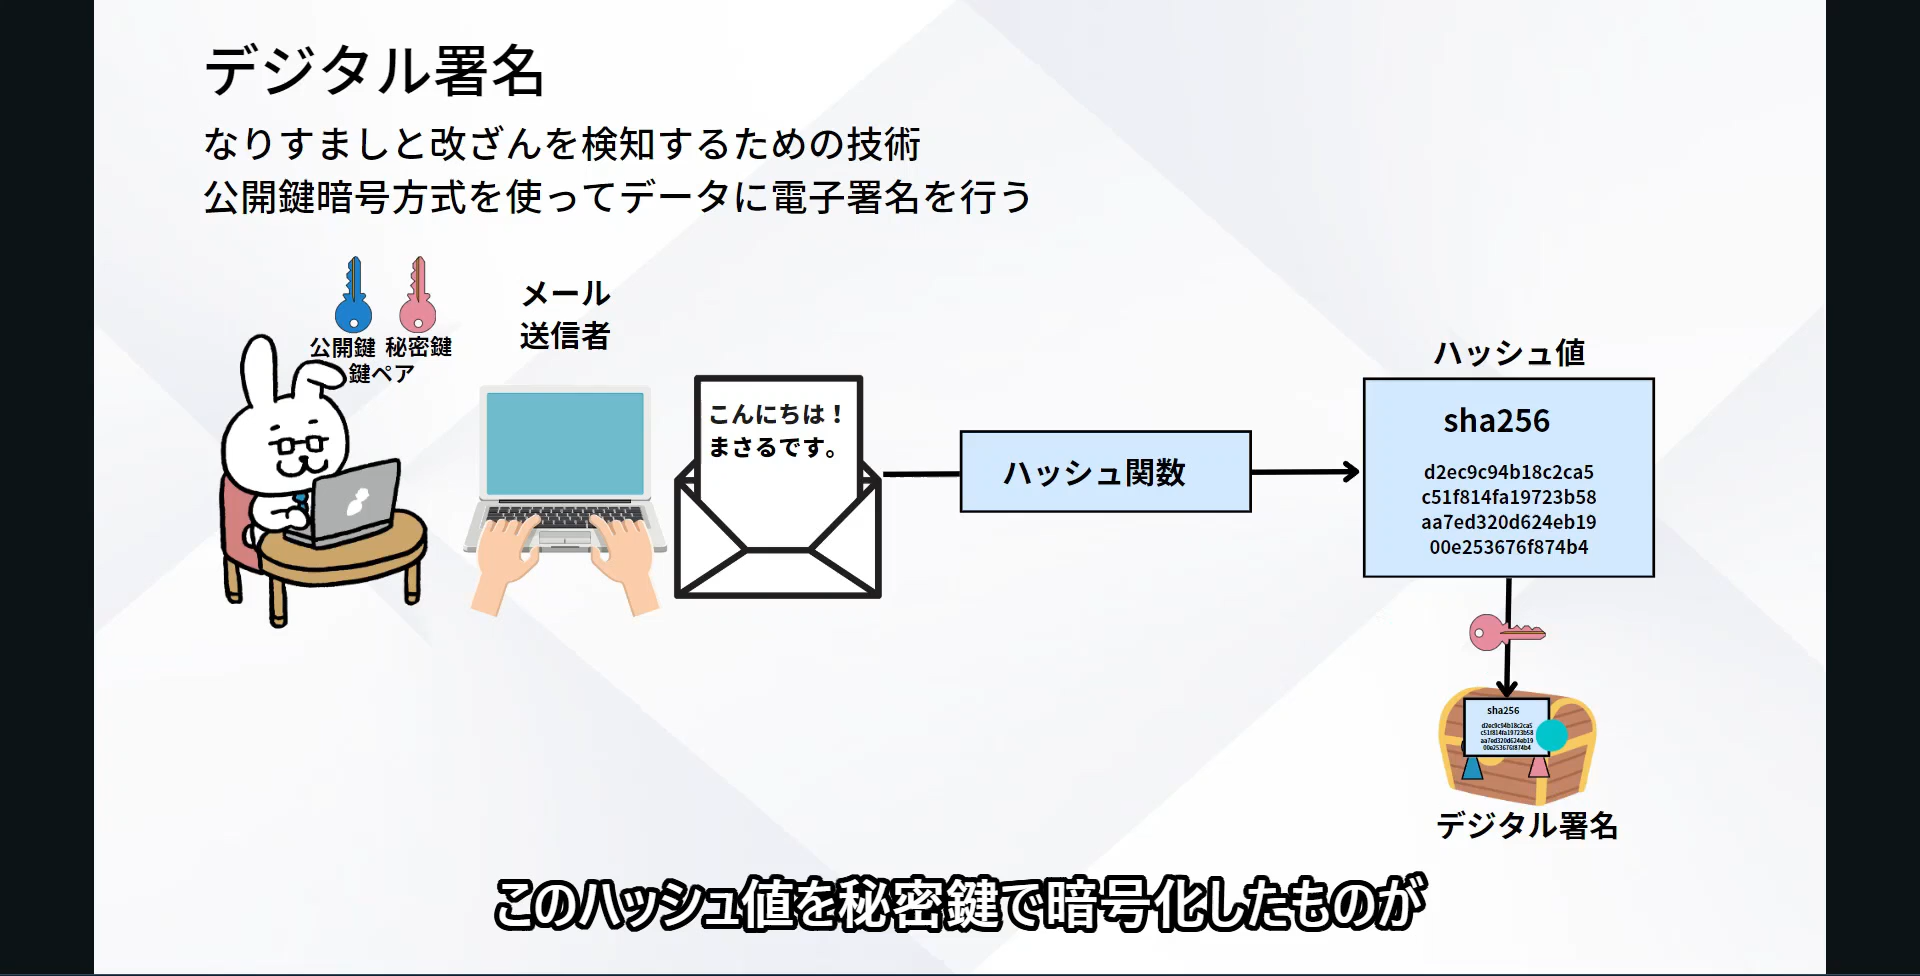 デジタル署名
なりすましと改ざんを検知するための技術
公開鍵暗号方式を使ってデータに電子署名を行う
公開鍵 秘密鍵
鍵ペア
メール
送信者
こんにちは！
まさるです。
ハッシュ関数
ハッシュ値
sha256
d2ec9c94b18c2ca5
c51f814fa19723b58
aa7ed320d624eb19
00e253676f874b4
sha256
d2ec9c94b18c2ca5
c51f814fa19723b58
aa7ed320d624eb19
00e253676f874b4
デジタル署名
このハッシュ値を秘密鍵で暗号化したものが